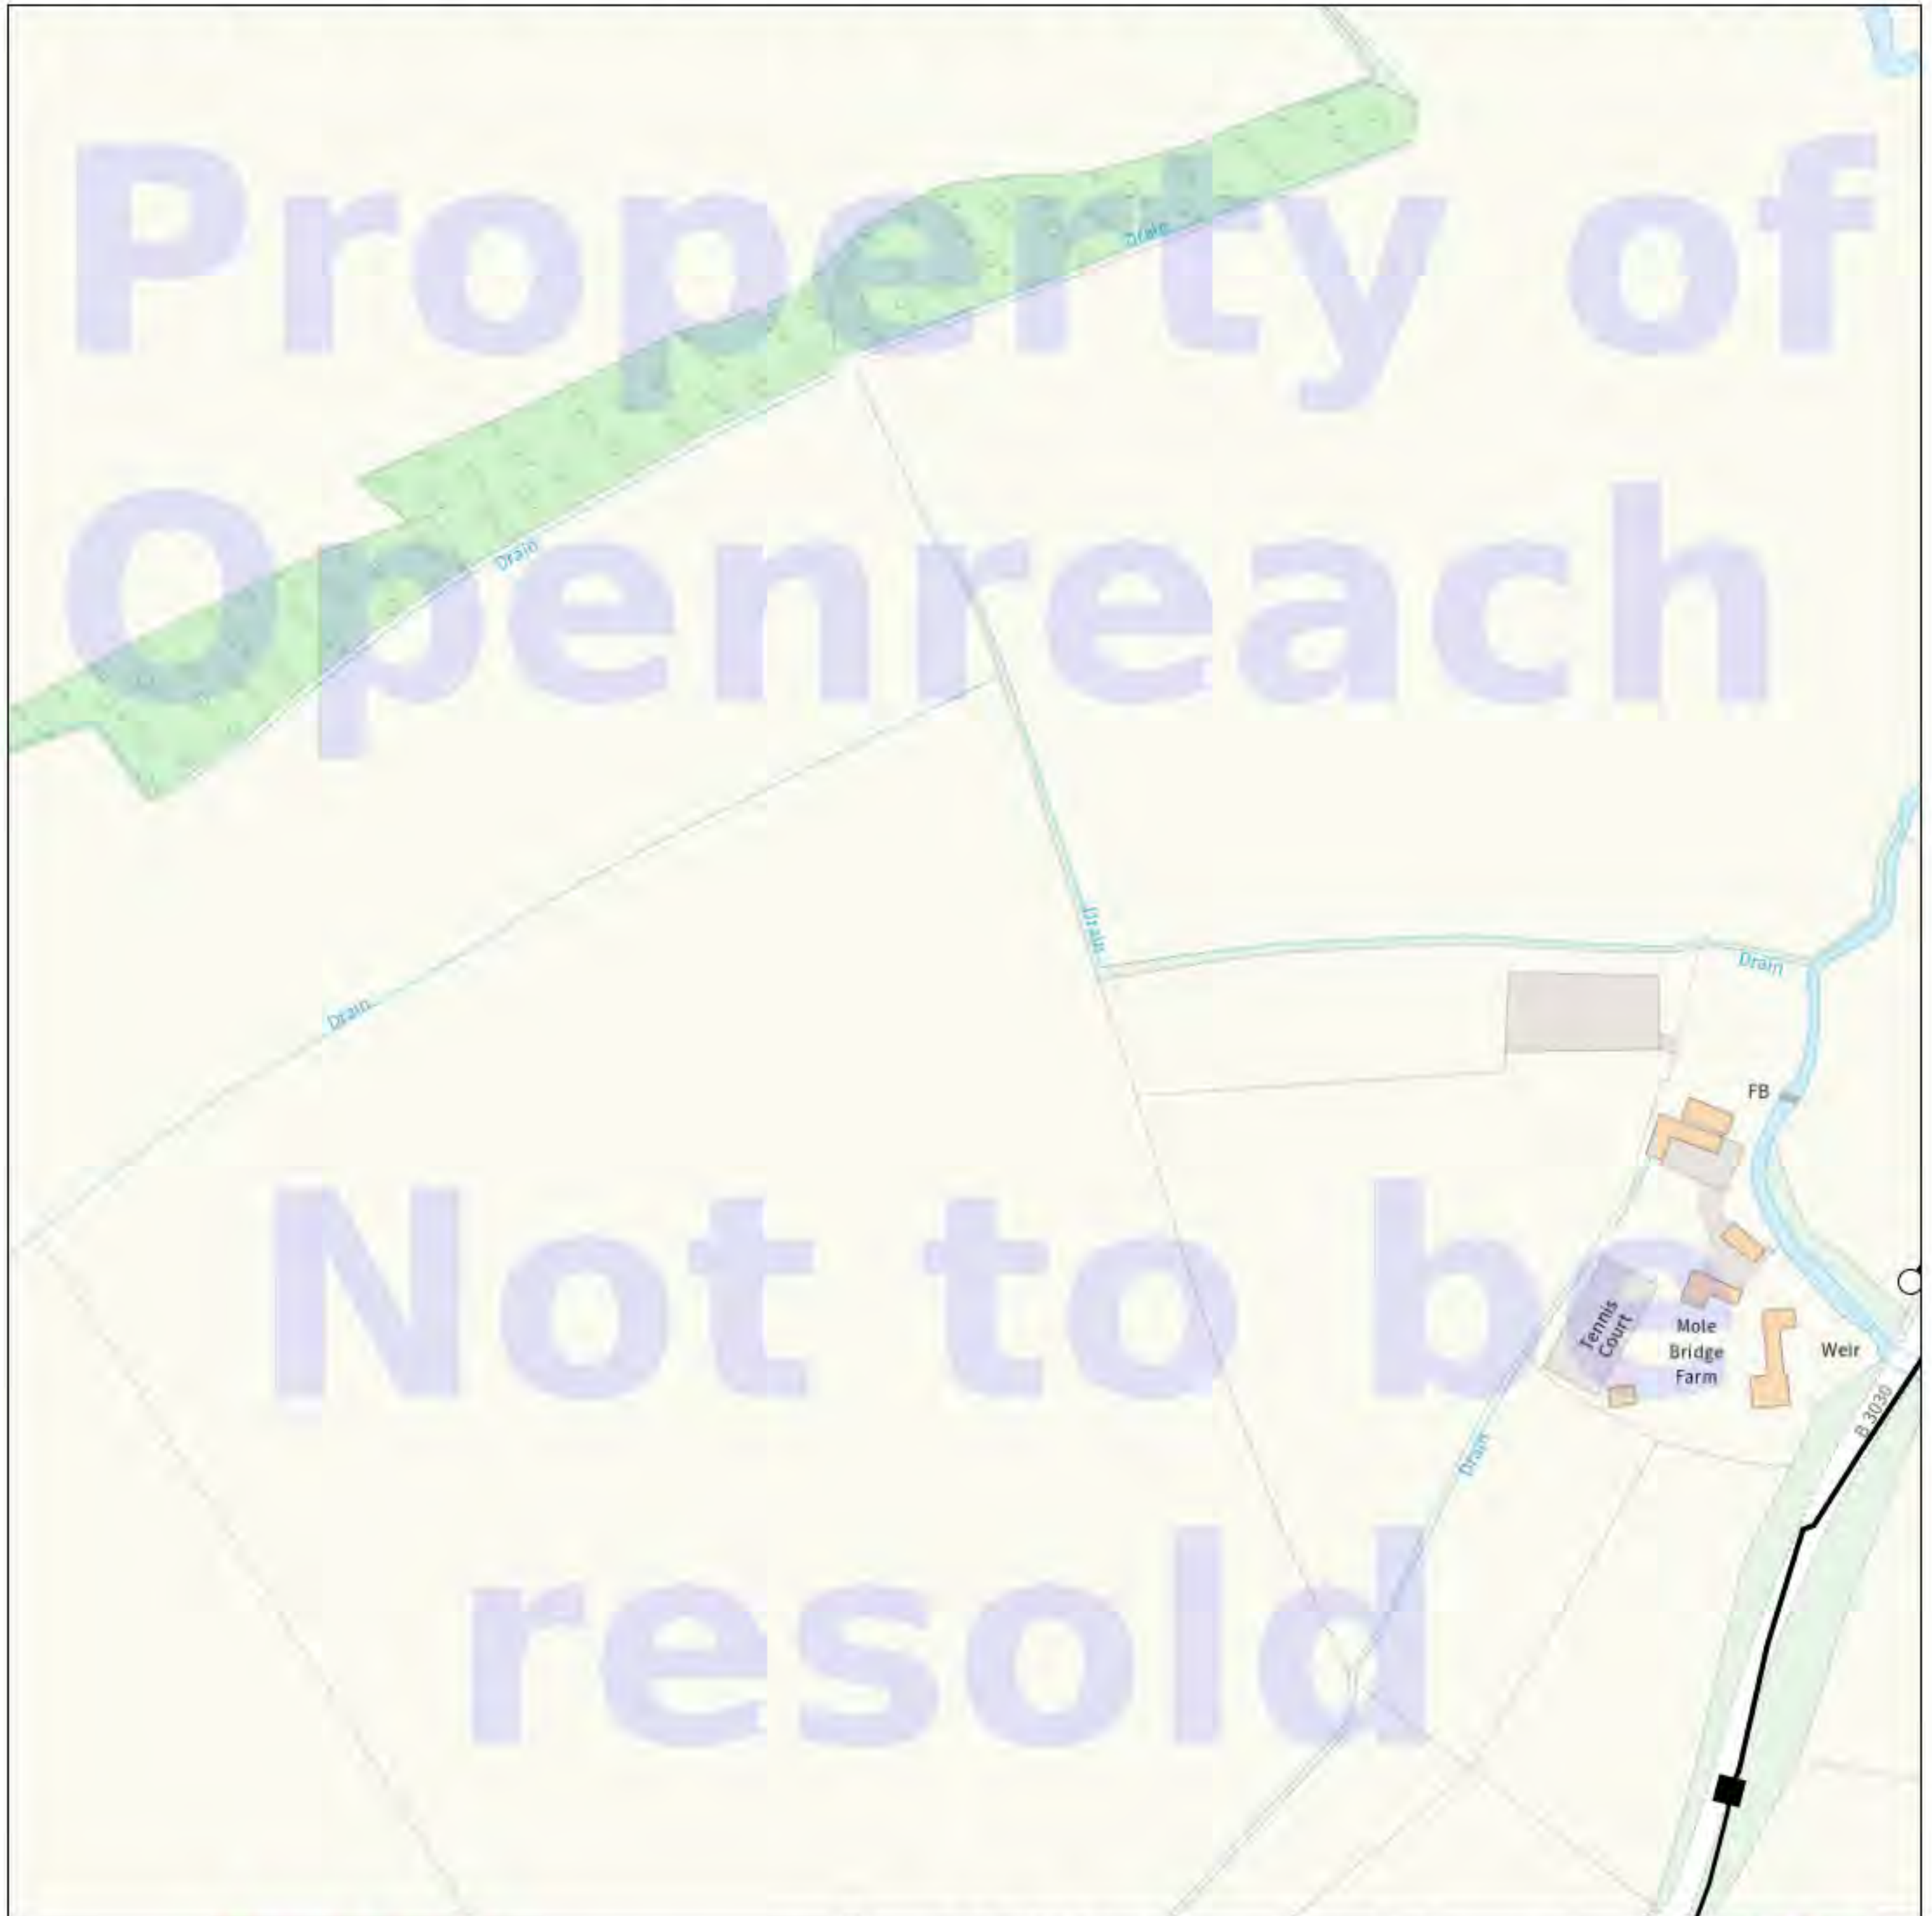 Property of
Drain
Openreach
Drain
Drain
Drain
Drain
FB
Not to be
Tennis
Court
Mole
Bridge
Farm
Weir
B 3030
Drain
resold